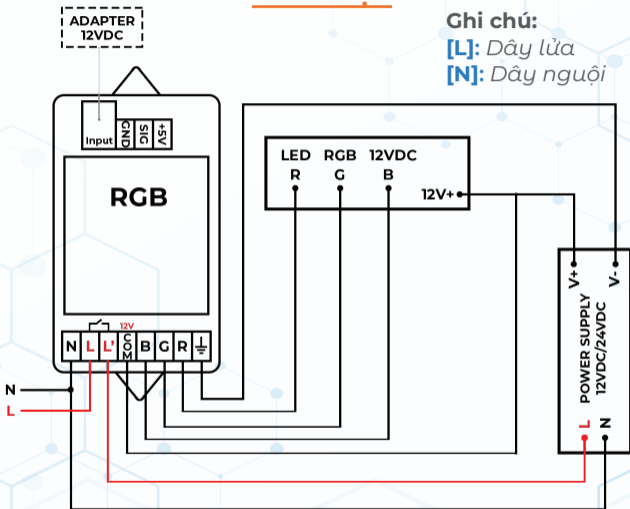 ADAPTER
12VDC
Ghi chú:
[L]: Dây lửa
[N]: Dây nguội
Input
GND
SIG
+5V
RGB
LED RGB 12VDC
R G B
12V+
V+ V-
POWER SUPPLY
12VDC/24VDC
L N
12V
N L L' COM B G R
N
L